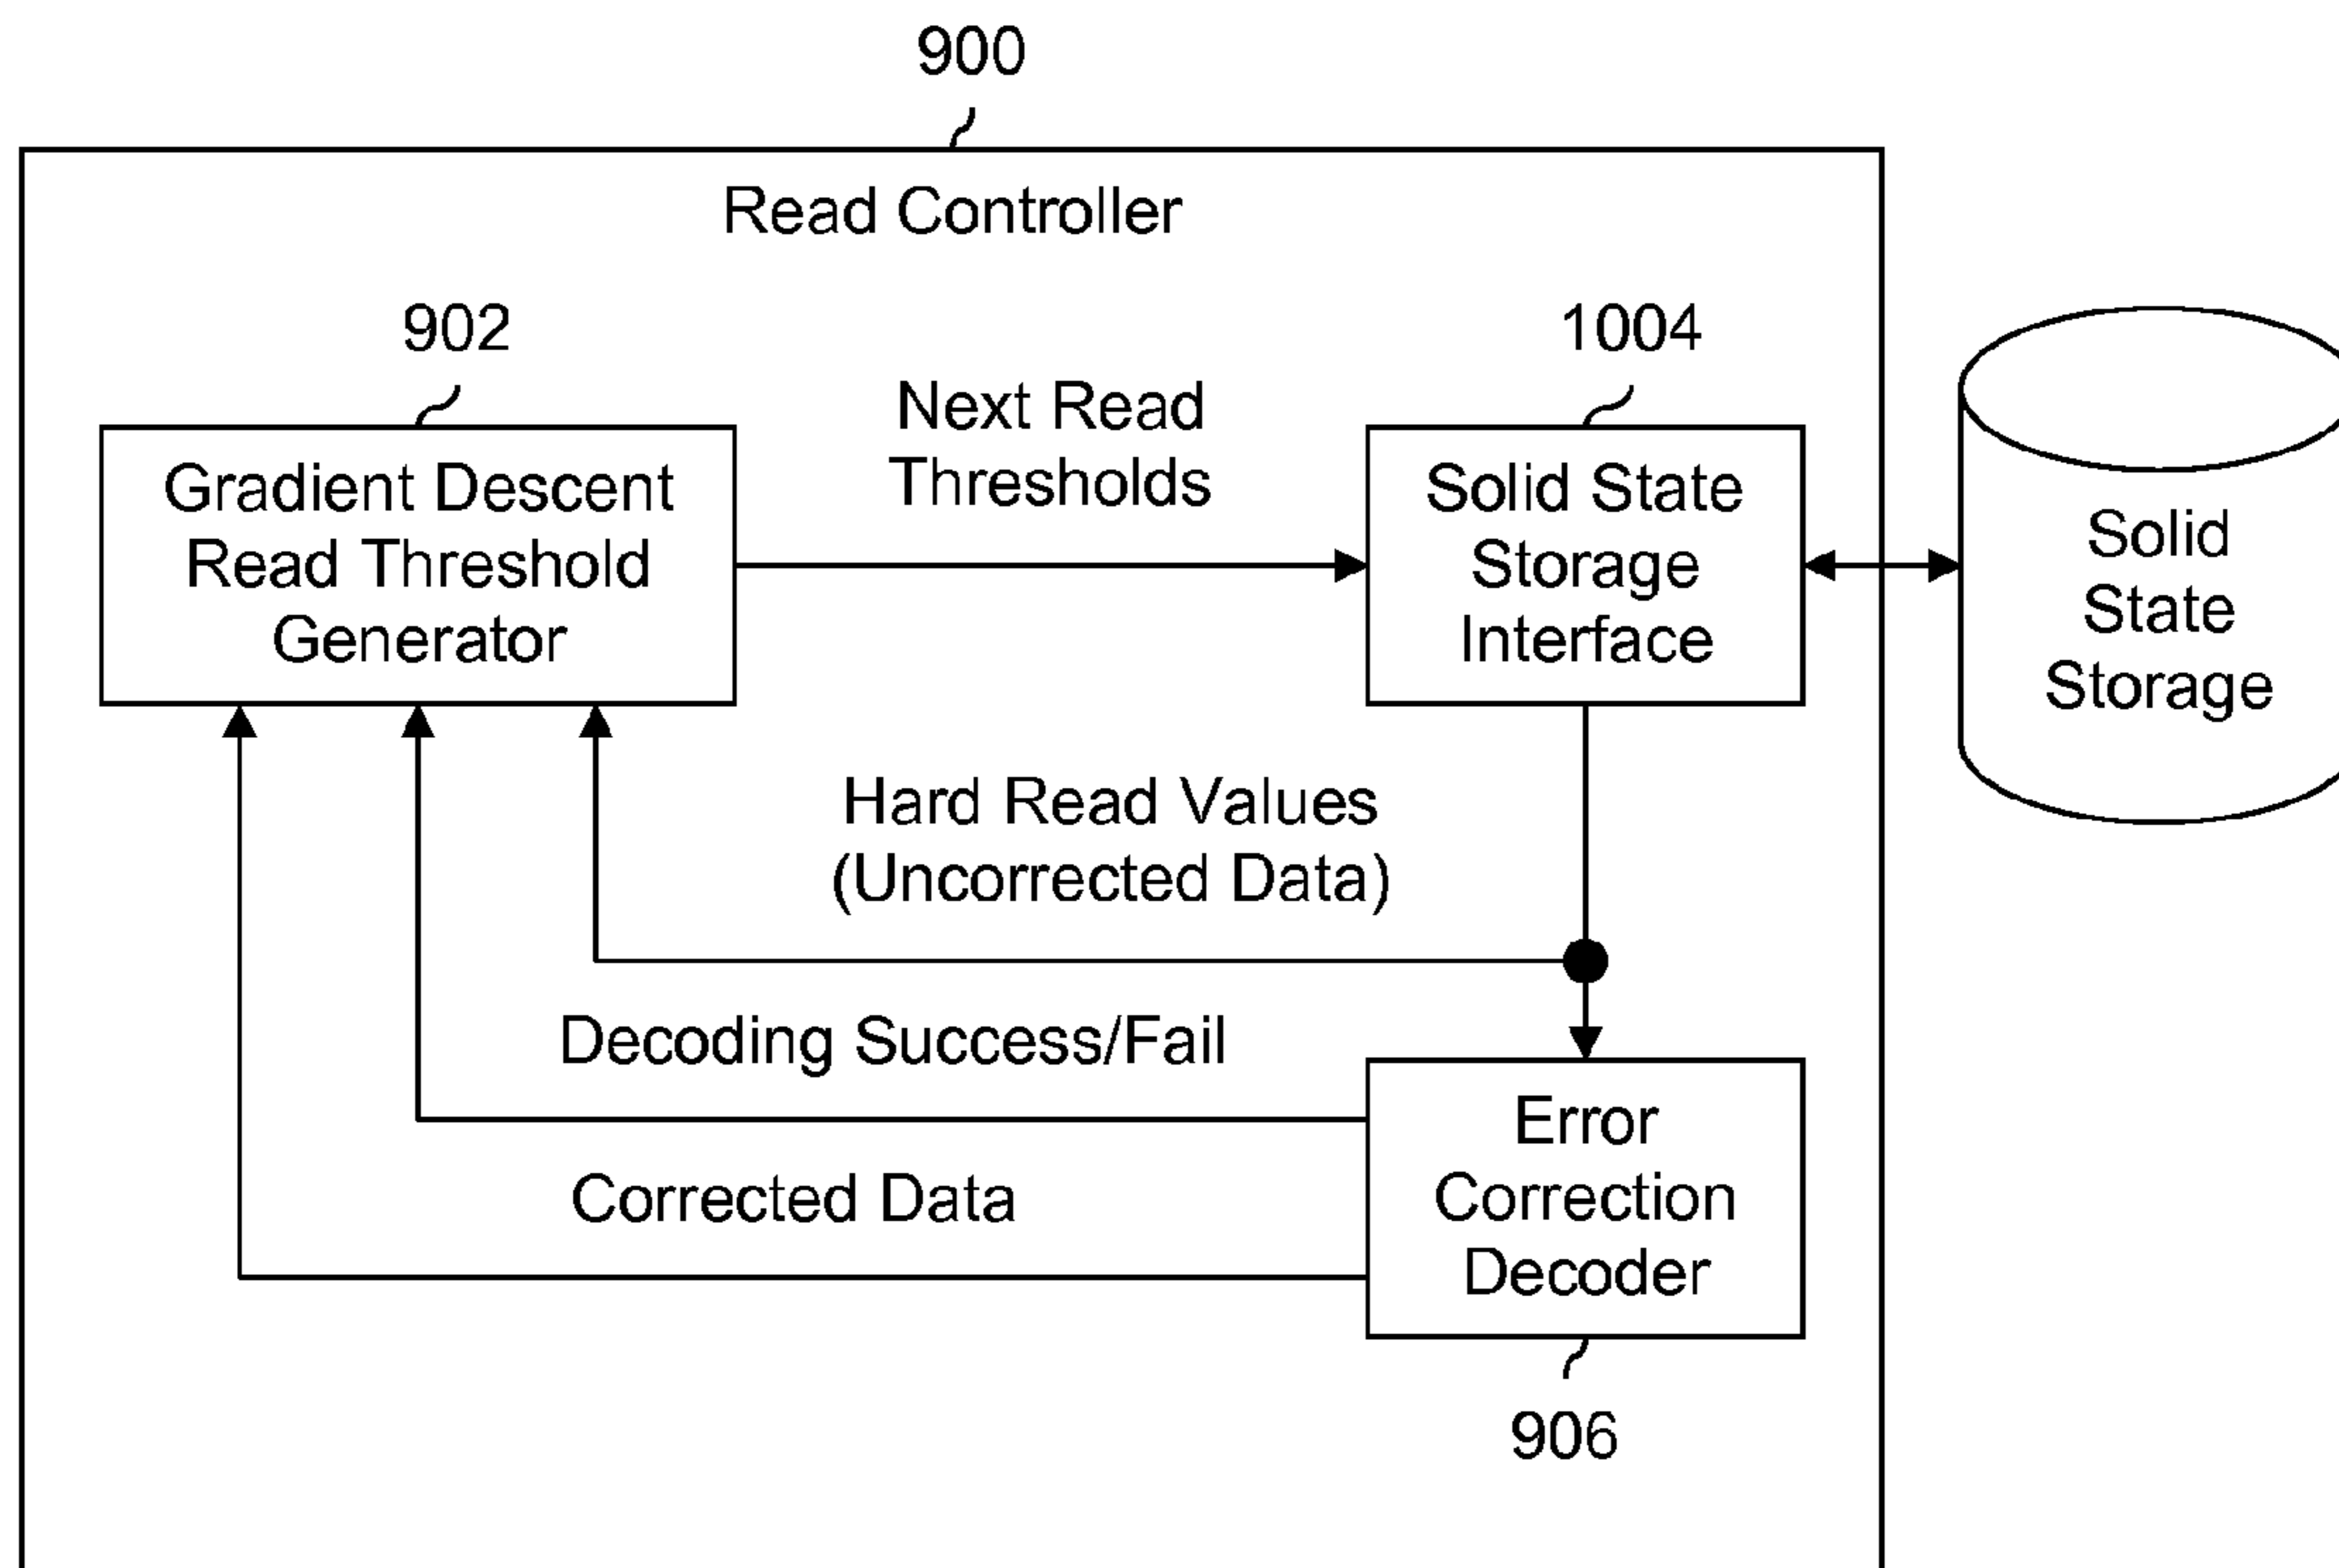 900
Read Controller
902
1004
Next Read
Thresholds
Gradient Descent
Read Threshold
Generator
Solid State
Storage
Interface
Solid
State
Storage
Hard Read Values
(Uncorrected Data)
Decoding Success/Fail
Corrected Data
Error
Correction
Decoder
906